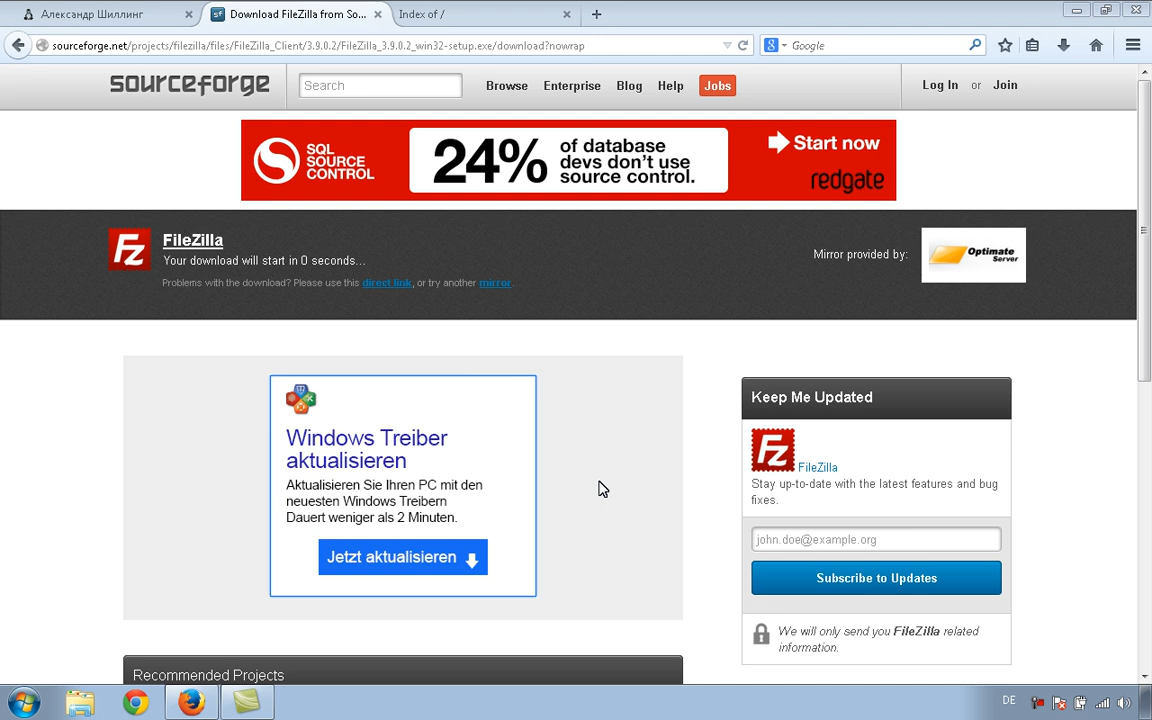 Александр Шиллинг
Download FileZilla from So...
Index of /
sourceforge.net/projects/filezilla/files/FileZilla_Client/3.9.0.2/FileZilla_3.9.0.2_win32-setup.exe/download?nowrap
Google
sourceforge
Search
Browse
Enterprise
Blog
Help
Jobs
Log In or Join
SQL
SOURCE
CONTROL
24%
of database
devs don't use
source control.
Start now
redgate
FileZilla
Your download will start in 0 seconds...
Problems with the download? Please use this direct link, or try another mirror.
Mirror provided by:
Optimate
Server
Windows Treiber
aktualisieren
Aktualisieren Sie Ihren PC mit den
neuesten Windows Treibern
Dauert weniger als 2 Minuten.
Jetzt aktualisieren
Keep Me Updated
FileZilla
Stay up-to-date with the latest features and bug
fixes.
john.doe@example.org
Subscribe to Updates
We will only send you FileZilla related
information.
Recommended Projects
DE